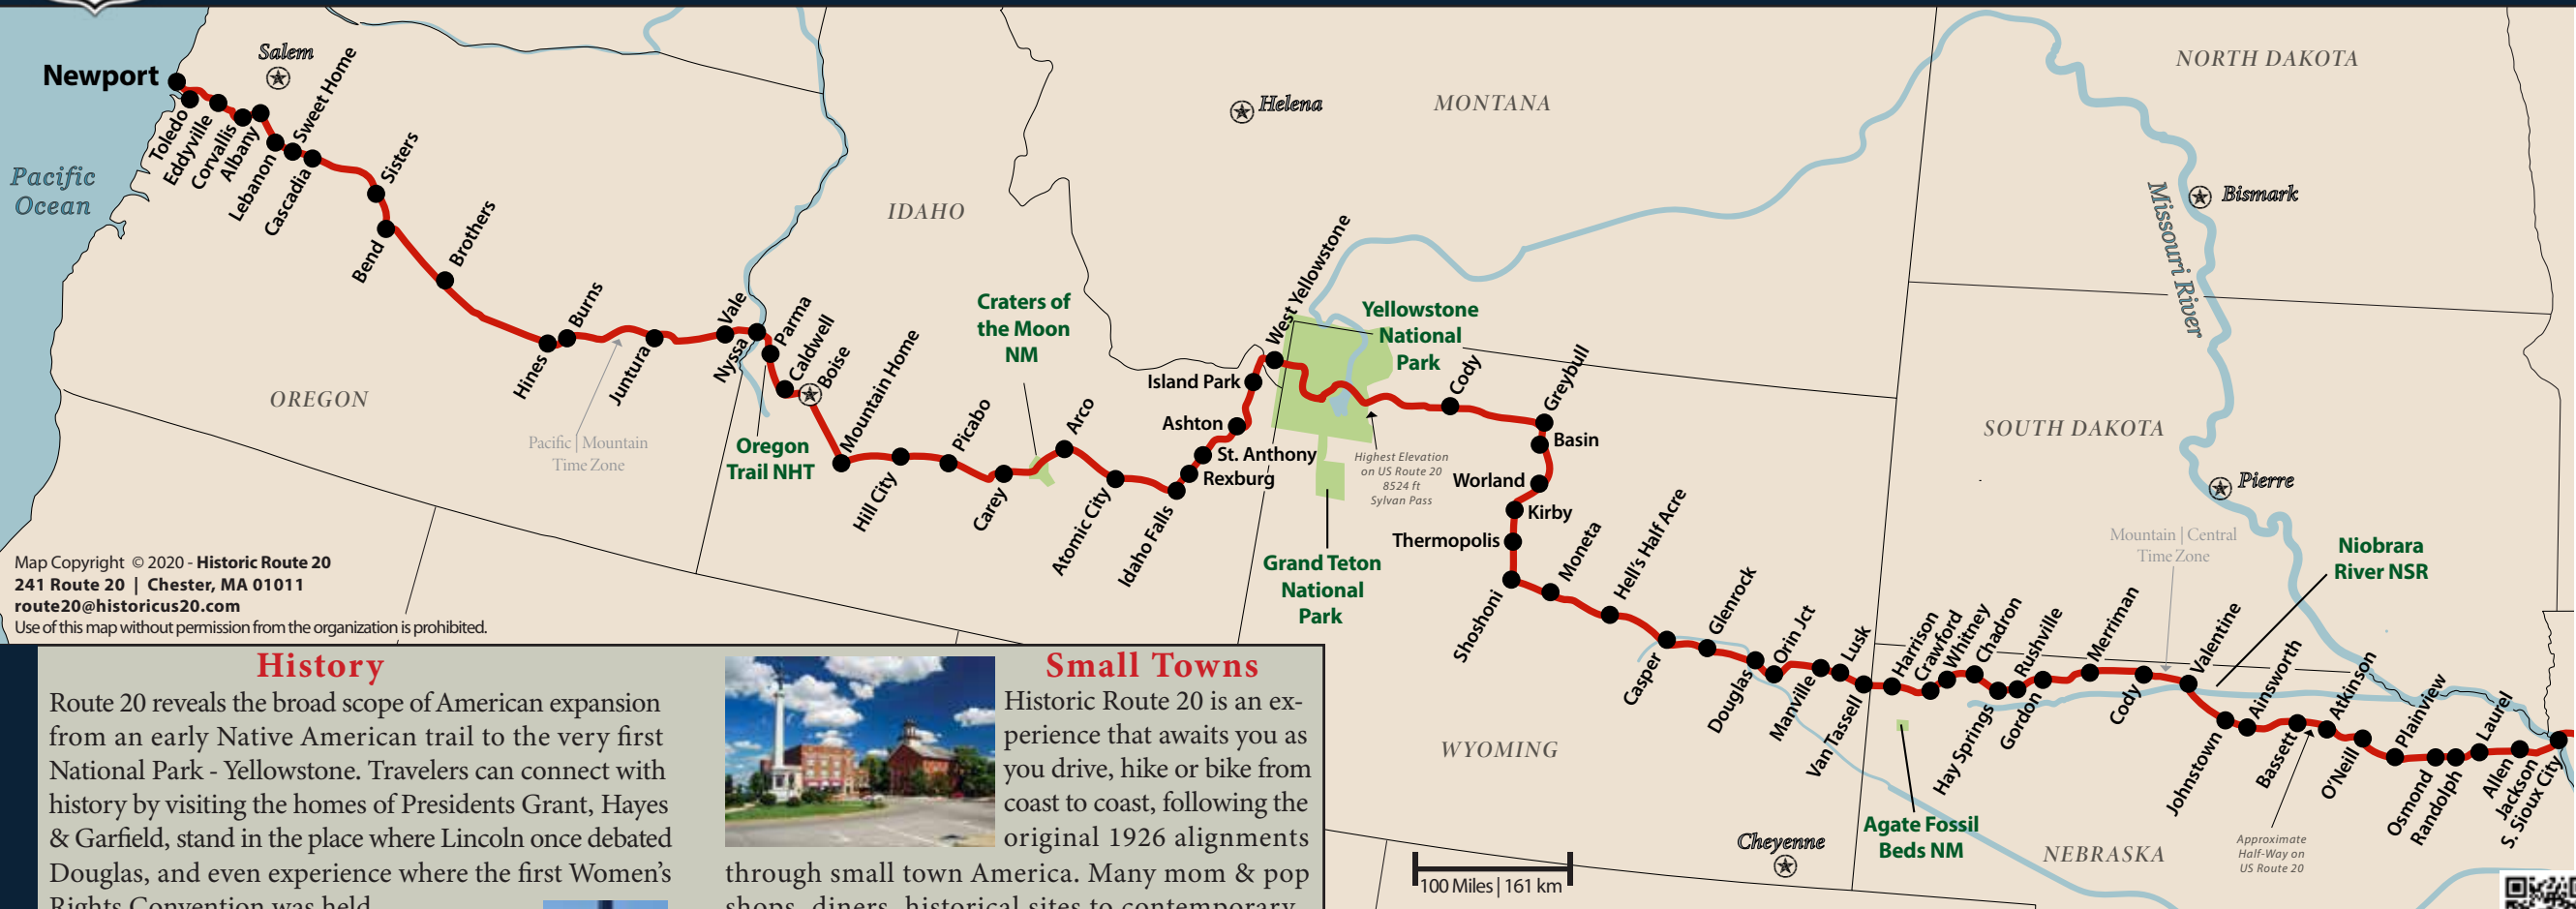 Newport
Toledo
Eddyville
Corvallis
Albany
Lebanon
Sweet Home
Cascadia
Sisters
Bend
Brothers
Hines
Burns
Juntura
Vale
Nyssa
Parma
Caldwell
Boise
Mountain Home
Hill City
Picabo
Carey
Arco
Atomic City
Idaho Falls
Rexburg
St. Anthony
Ashton
Island Park
West Yellowstone
Cody
Greybull
Basin
Worland
Kirby
Thermopolis
Shoshoni
Moneta
Hell's Half Acre
Casper
Glenrock
Douglas
Orin Jct
Manville
Lusk
Van Tassell
Harrison
Crawford
Whitney
Chadron
Hay Springs
Rushville
Gordon
Merriman
Cody
Valentine
Johnstown
Ainsworth
Bassett
Atkinson
O'Neill
Plainview
Osmond
Randolph
Laurel
Allen
Jackson
S. Sioux City
Salem
Helena
Bismark
Pierre
Cheyenne
Pacific
Ocean
Missouri River
OREGON
IDAHO
MONTANA
WYOMING
NORTH DAKOTA
SOUTH DAKOTA
NEBRASKA
Pacific | Mountain
Time Zone
Mountain | Central
Time Zone
Oregon
Trail NHT
Craters of
the Moon
NM
Yellowstone
National
Park
Grand Teton
National
Park
Agate Fossil
Beds NM
Niobrara
River NSR
Highest Elevation
on US Route 20
8524 ft
Sylvan Pass
Approximate
Half-Way on
US Route 20
100 Miles | 161 km
Map Copyright © 2020 - Historic Route 20
241 Route 20 | Chester, MA 01011
route20@historicus20.com
Use of this map without permission from the organization is prohibited.
History
Route 20 reveals the broad scope of American expansion
from an early Native American trail to the very first
National Park - Yellowstone. Travelers can connect with
history by visiting the homes of Presidents Grant, Hayes
& Garfield, stand in the place where Lincoln once debated
Douglas, and even experience where the first Women's
Rights Convention was held.
Small Towns
Historic Route 20 is an ex-
perience that awaits you as
you drive, hike or bike from
coast to coast, following the
original 1926 alignments
through small town America. Many mom & pop
shops, diners, historical sites to contemporary